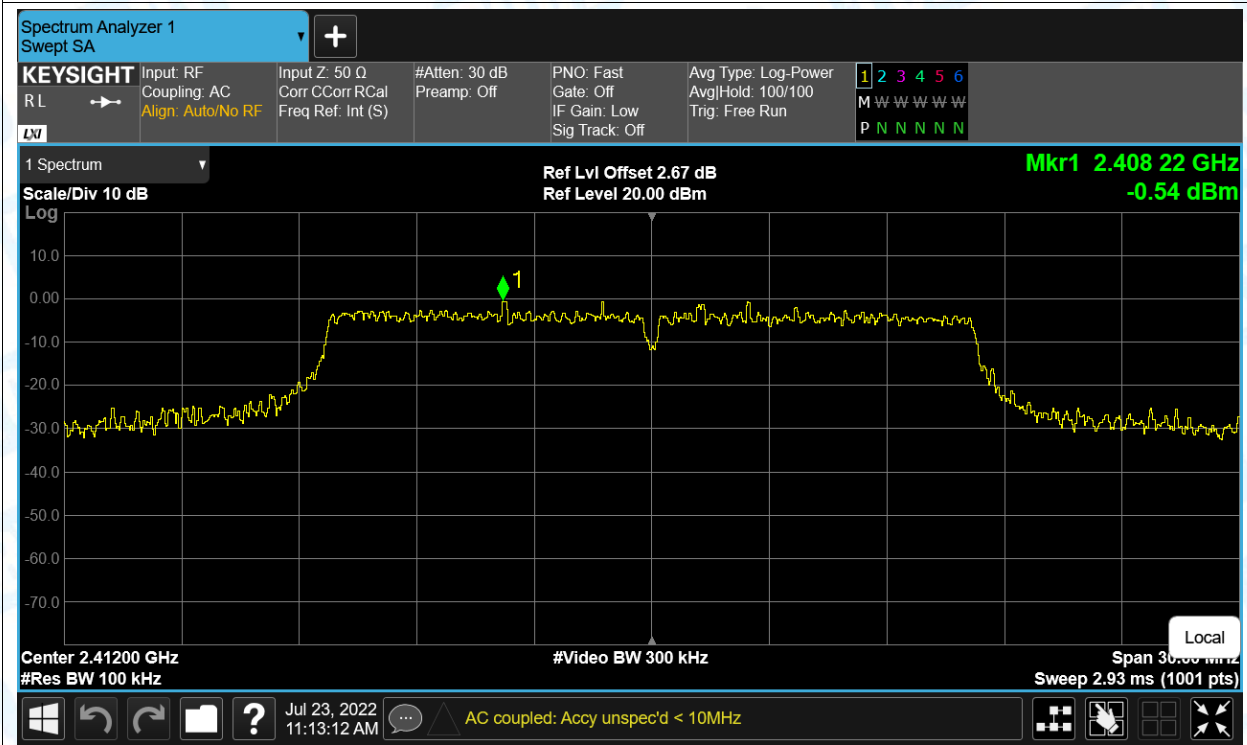 Spectrum Analyzer 1
Swept SA
KEYSIGHT
R L
LXI
Input: RF
Coupling: AC
Align: Auto/No RF
Input Z: 50 Ω
Corr CCorr RCal
Freq Ref: Int (S)
#Atten: 30 dB
Preamp: Off
PNO: Fast
Gate: Off
IF Gain: Low
Sig Track: Off
Avg Type: Log-Power
Avg|Hold: 100/100
Trig: Free Run
1 2 3 4 5 6
M W W W W W
P N N N N N
1 Spectrum
Scale/Div 10 dB
Log
Ref Lvl Offset 2.67 dB
Ref Level 20.00 dBm
Mkr1 2.408 22 GHz
-0.54 dBm
10.0
0.00
-10.0
-20.0
-30.0
-40.0
-50.0
-60.0
-70.0
1
Local
Center 2.41200 GHz
#Res BW 100 kHz
#Video BW 300 kHz
Span 30.00 MHz
Sweep 2.93 ms (1001 pts)
?
Jul 23, 2022
11:13:12 AM
AC coupled: Accy unspec'd < 10MHz